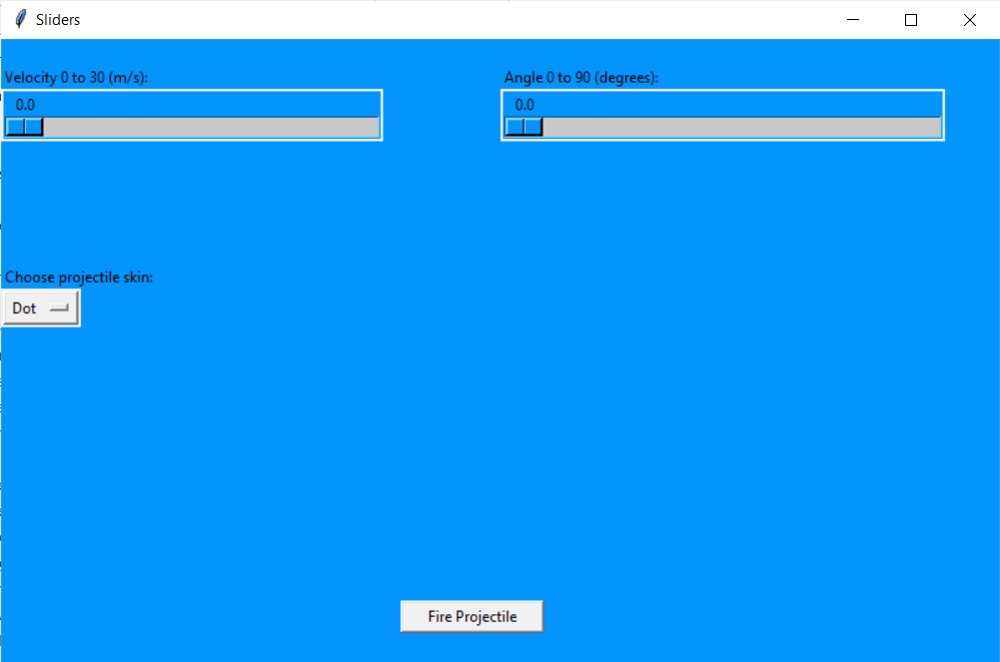 Sliders
Velocity 0 to 30 (m/s):
0.0
Angle 0 to 90 (degrees):
0.0
Choose projectile skin:
Dot
Fire Projectile